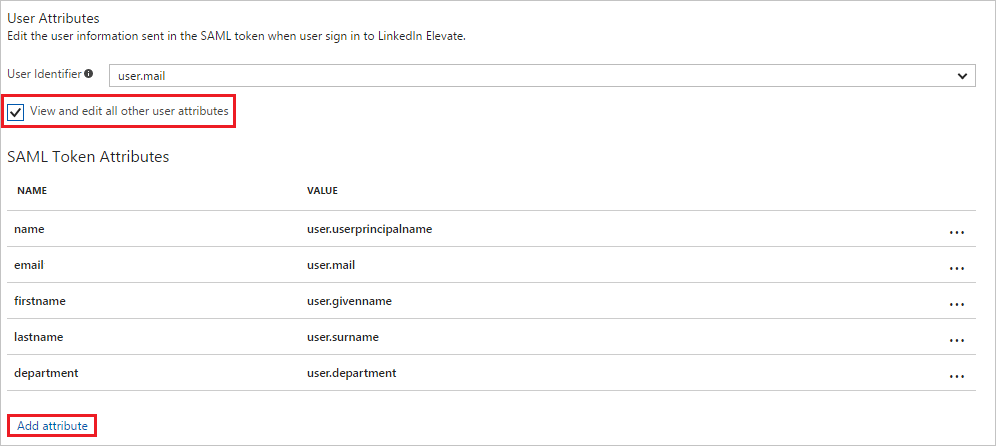 User Attributes
Edit the user information sent in the SAML token when user sign in to LinkedIn Elevate.
User Identifier
user.mail
View and edit all other user attributes
SAML Token Attributes
NAME VALUE
name user.userprincipalname ...
email user.mail ...
firstname user.givenname ...
lastname user.surname ...
department user.department ...
Add attribute